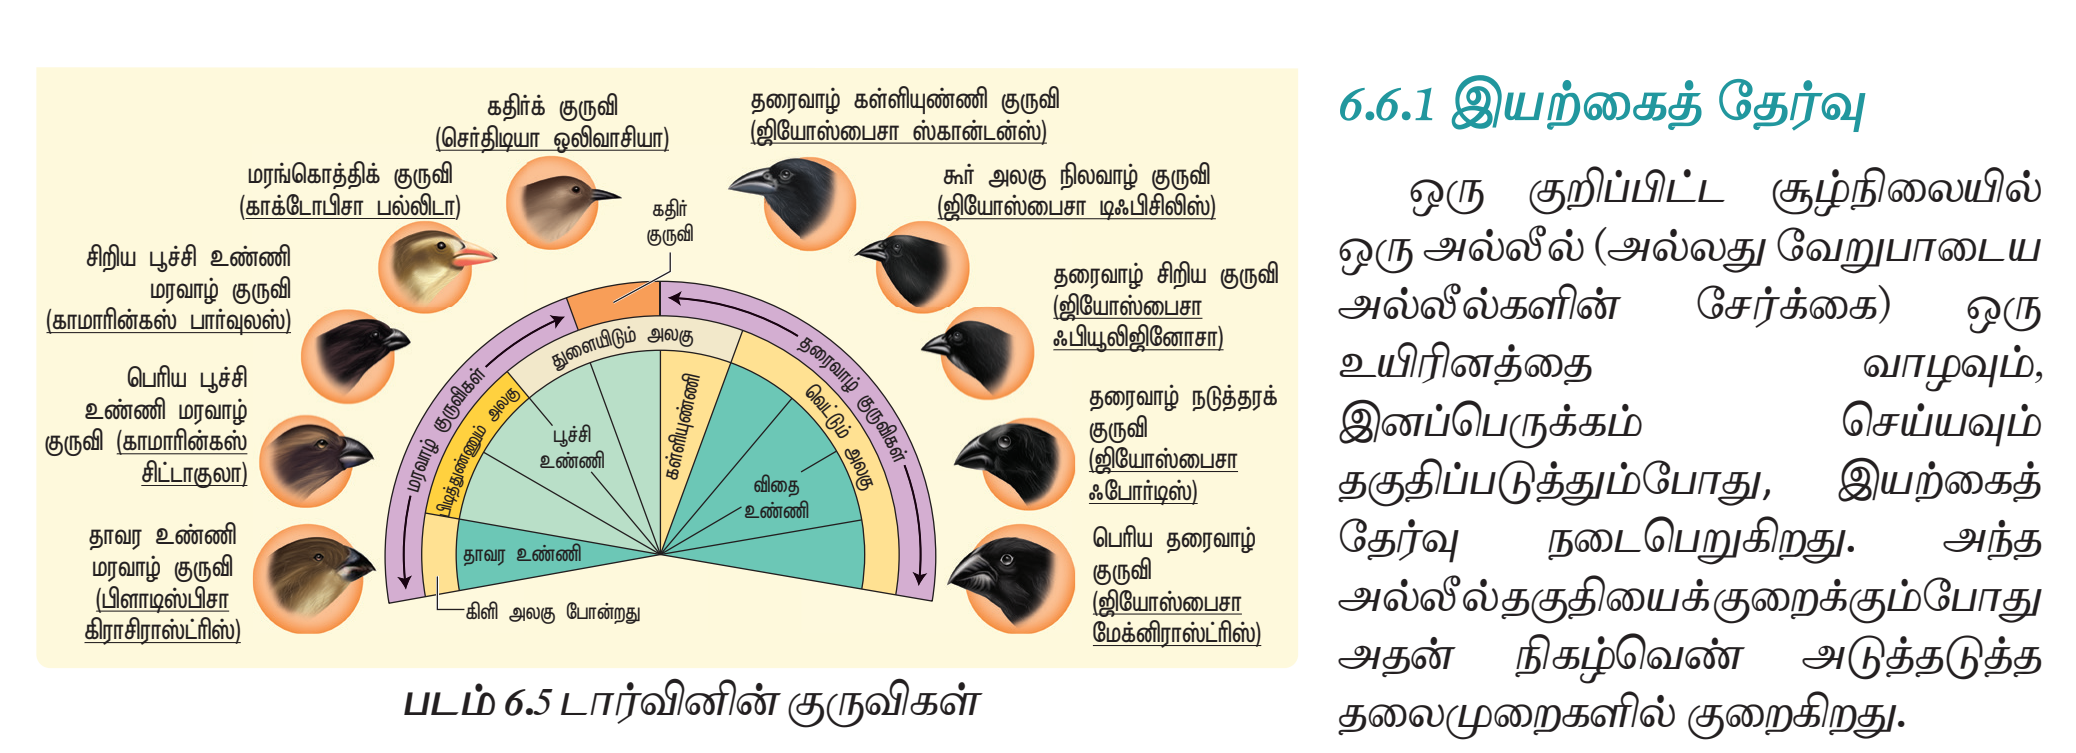 கதிர்க் குருவி
(செர்திடியா ஒலிவாசியா)
தரைவாழ் கள்ளியுண்ணி குருவி
(ஜியோஸ்பைசா ஸ்கான்டன்ஸ்)
மரங்கொத்திக் குருவி
(காக்டோபிசா பல்லிடா)
கூர் அலகு நிலவாழ் குருவி
(ஜியோஸ்பைசா டிஃபிசிலிஸ்)
சிறிய பூச்சி உண்ணி
மரவாழ் குருவி
(காமாரின்கஸ் பார்வுலஸ்)
தரைவாழ் சிறிய குருவி
(ஜியோஸ்பைசா
ஃபியூலிஜினோசா)
பெரிய பூச்சி
உண்ணி மரவாழ்
குருவி (காமாரின்கஸ்
சிட்டாகுலா)
தரைவாழ் நடுத்தரக்
குருவி
(ஜியோஸ்பைசா
ஃபோர்டிஸ்)
தாவர உண்ணி
மரவாழ் குருவி
(பிளாடிஸ்பிசா
கிராசிராஸ்ட்ரிஸ்)
பெரிய தரைவாழ்
குருவி
(ஜியோஸ்பைசா
மேக்னிராஸ்ட்ரிஸ்)
கதிர்
குருவி
மரவாழ் குருவிகள்
தரைவாழ் குருவிகள்
துளையிடும் அலகு
பிடித்துண்ணும் அலகு
வெட்டும் அலகு
கள்ளியுண்ணி
பூச்சி
உண்ணி
விதை
உண்ணி
தாவர உண்ணி
கிளி அலகு போன்றது
படம் 6.5 டார்வினின் குருவிகள்
6.6.1 இயற்கைத் தேர்வு
ஒரு குறிப்பிட்ட சூழ்நிலையில்
ஒரு அல்லீல் (அல்லது வேறுபாடைய
அல்லீல்களின் சேர்க்கை) ஒரு
உயிரினத்தை வாழவும்,
இனப்பெருக்கம் செய்யவும்
தகுதிப்படுத்தும்போது, இயற்கைத்
தேர்வு நடைபெறுகிறது. அந்த
அல்லீல்தகுதியைக்குறைக்கும்போது
அதன் நிகழ்வெண் அடுத்தடுத்த
தலைமுறைகளில் குறைகிறது.